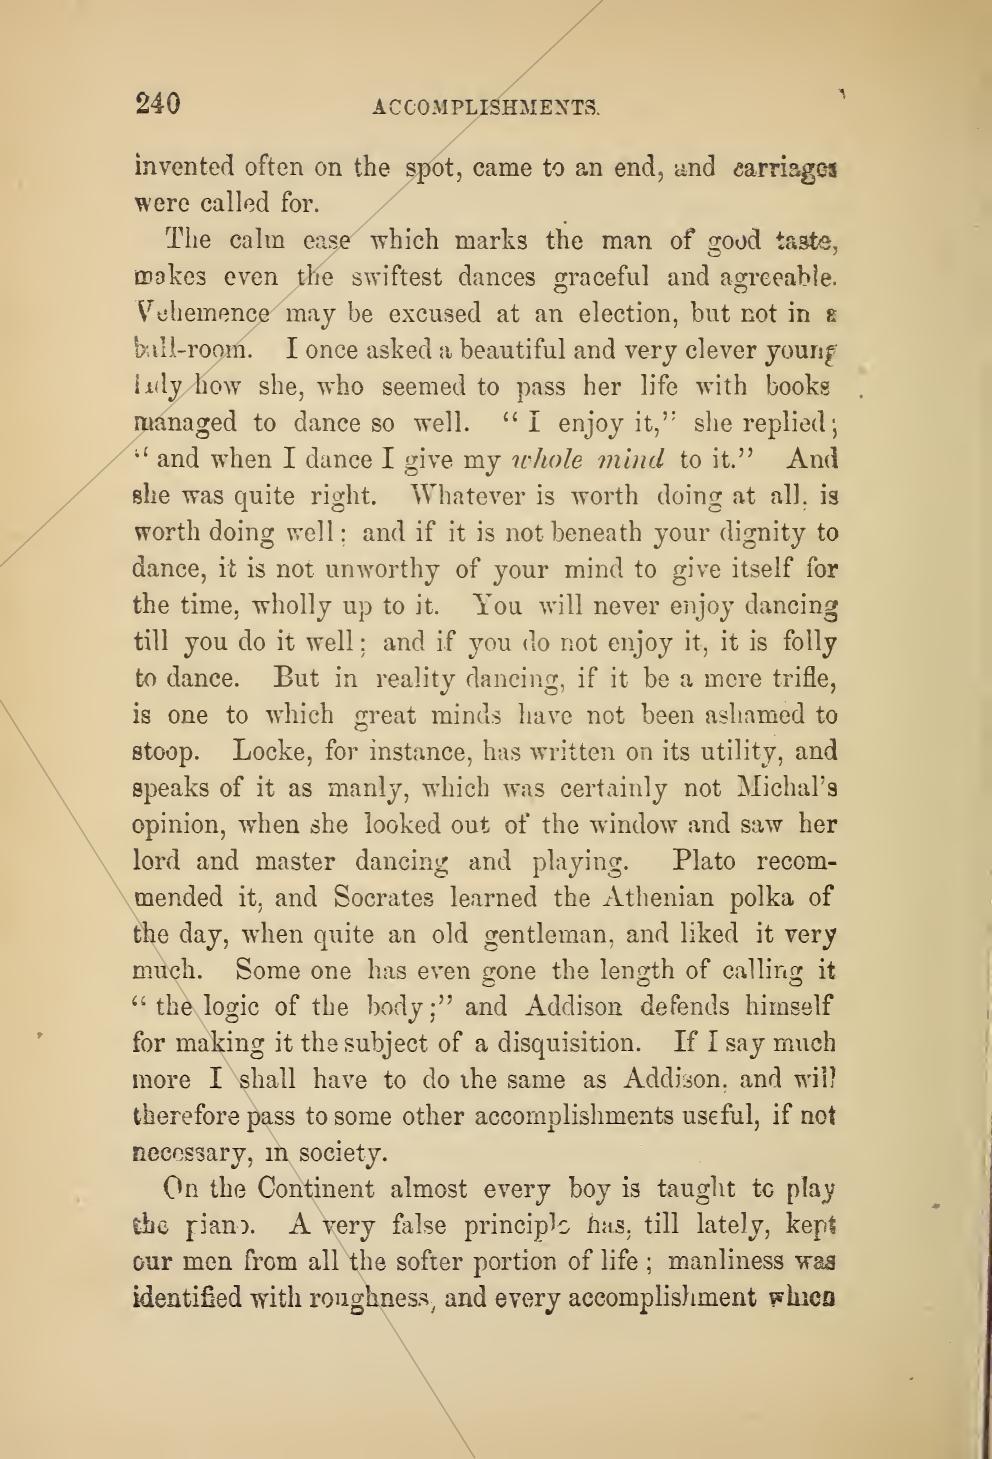 240 ACCOMPLISHMENTS.
invented often on the spot, came to an end, and carriages
were called for.
The calm ease which marks the man of good taste,
makes even the swiftest dances graceful and agreeable.
Vehemence may be excused at an election, but not in a
ball-room. I once asked a beautiful and very clever young
lady how she, who seemed to pass her life with books
managed to dance so well. “ I enjoy it,” she replied;
“ and when I dance I give my whole mind to it.” And
she was quite right. Whatever is worth doing at all, is
worth doing well; and if it is not beneath your dignity to
dance, it is not unworthy of your mind to give itself for
the time, wholly up to it. You will never enjoy dancing
till you do it well; and if you do not enjoy it, it is folly
to dance. But in reality dancing, if it be a mere trifle,
is one to which great minds have not been ashamed to
stoop. Locke, for instance, has written on its utility, and
speaks of it as manly, which was certainly not Michal's
opinion, when she looked out of the window and saw her
lord and master dancing and playing. Plato recom-
mended it, and Socrates learned the Athenian polka of
the day, when quite an old gentleman, and liked it very
much. Some one has even gone the length of calling it
“ the logic of the body;” and Addison defends himself
for making it the subject of a disquisition. If I say much
more I shall have to do the same as Addison, and will
therefore pass to some other accomplishments useful, if not
necessary, in society.
On the Continent almost every boy is taught to play
the piano. A very false principle has, till lately, kept
our men from all the softer portion of life; manliness was
identified with roughness, and every accomplishment which